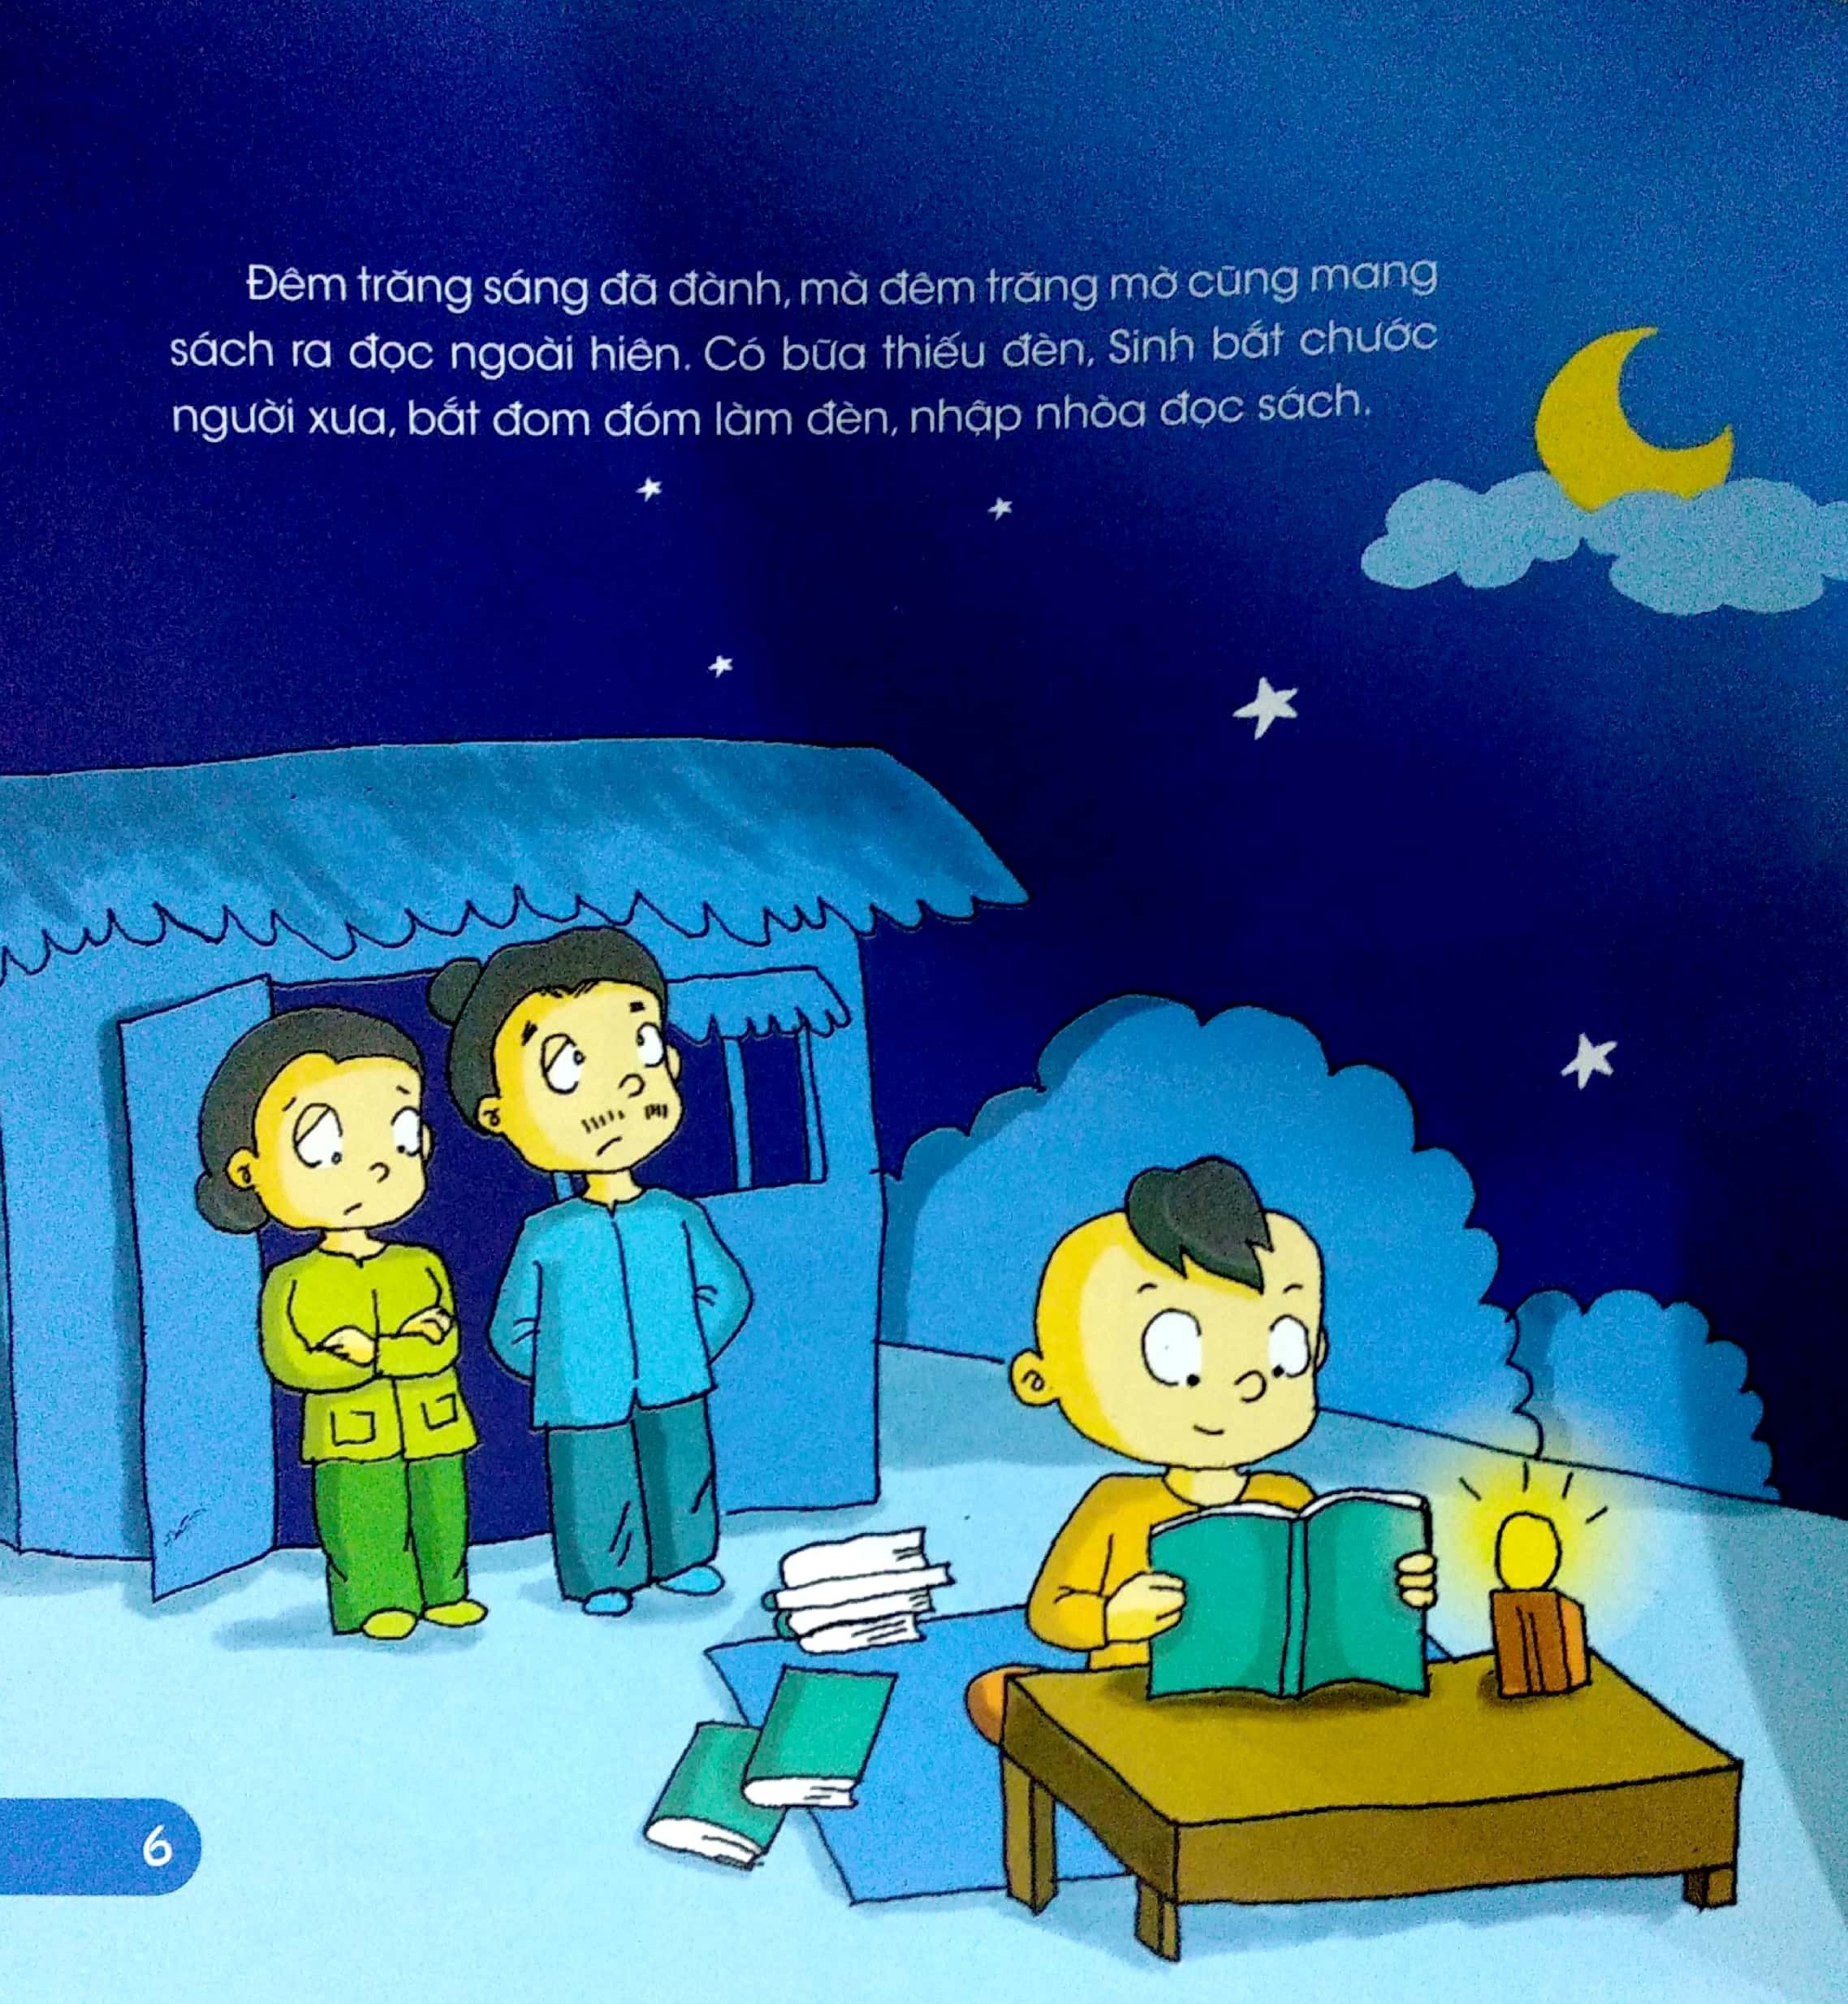 Đêm trăng sáng đã đành, mà đêm trăng mờ cũng mang
sách ra đọc ngoài hiên. Có bữa thiếu đèn, Sinh bắt chước
người xưa, bắt đom đóm làm đèn, nhập nhòa đọc sách.
6